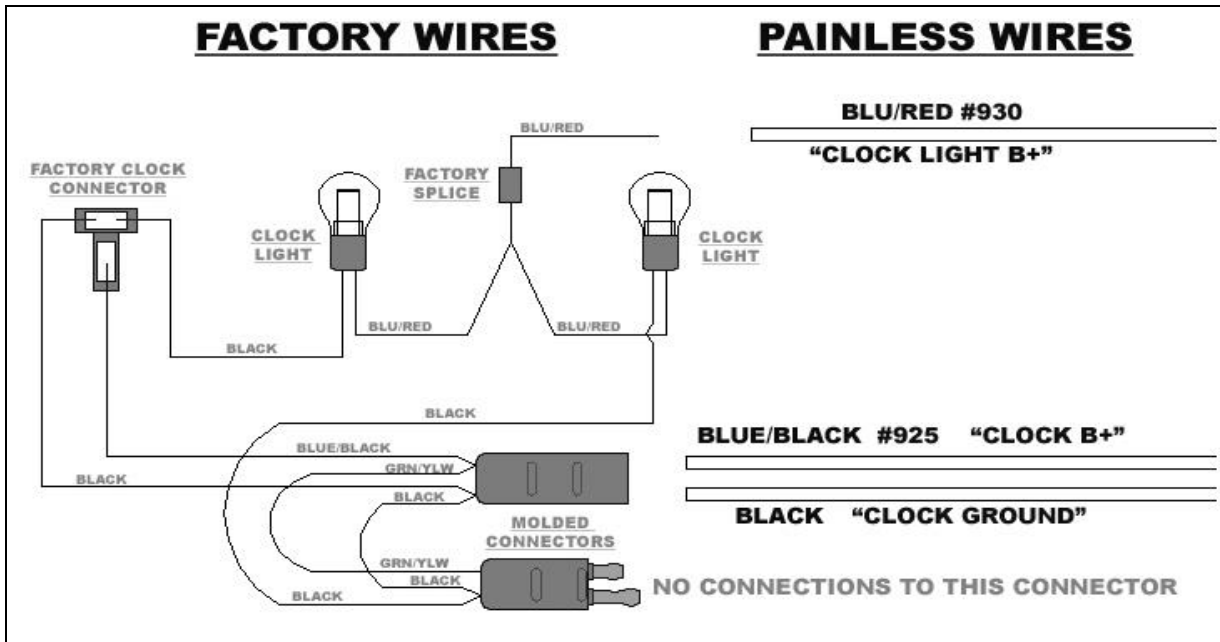 FACTORY WIRES
PAINLESS WIRES
BLU/RED #930
"CLOCK LIGHT B+"
BLU/RED
FACTORY CLOCK
CONNECTOR
FACTORY
SPLICE
CLOCK
LIGHT
CLOCK
LIGHT
BLU/RED
BLU/RED
BLACK
BLACK
BLUE/BLACK #925 "CLOCK B+"
BLUE/BLACK
GRN/YLW
BLACK
BLACK
BLACK "CLOCK GROUND"
MOLDED
CONNECTORS
GRN/YLW
BLACK
BLACK
NO CONNECTIONS TO THIS CONNECTOR